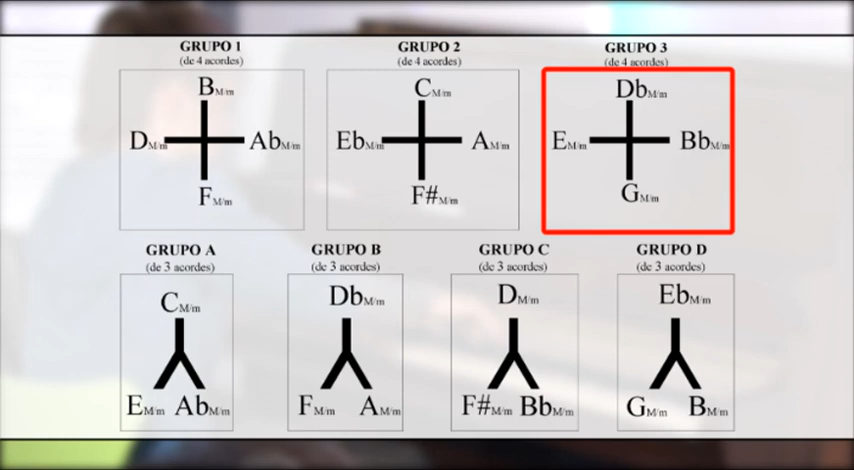 GRUPO 1
(de 4 acordes)
BM/m
DM/m AbM/m
FM/m
GRUPO 2
(de 4 acordes)
CM/m
EbM/m AM/m
F#M/m
GRUPO 3
(de 4 acordes)
DbM/m
EM/m BbM/m
GM/m
GRUPO A
(de 3 acordes)
CM/m
EM/m AbM/m
GRUPO B
(de 3 acordes)
DbM/m
FM/m AM/m
GRUPO C
(de 3 acordes)
DM/m
F#M/m BbM/m
GRUPO D
(de 3 acordes)
EbM/m
GM/m BM/m